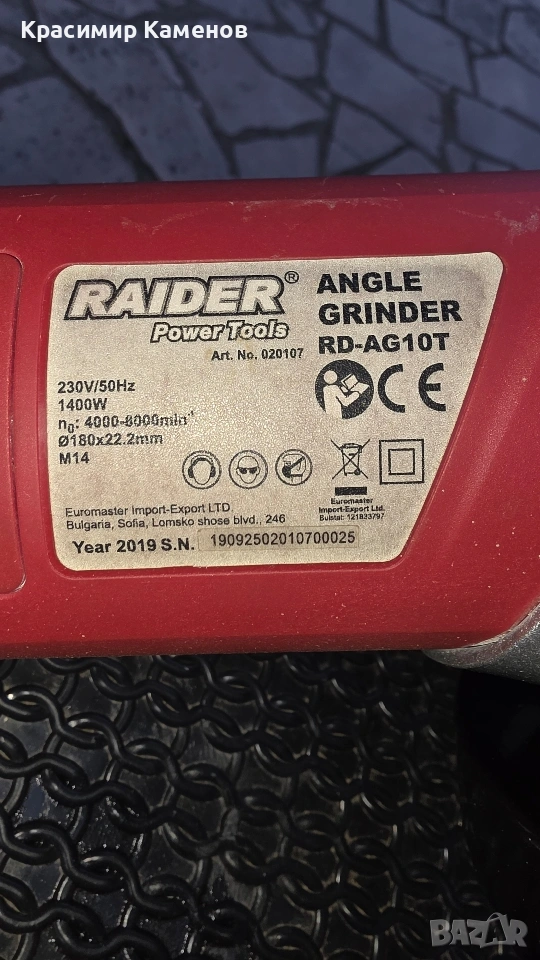 Красимир Каменов
RAIDER®
Power Tools
Art. No. 020107
ANGLE
GRINDER
RD-AG10T
230V/50Hz
1400W
n₀: 4000-8000min⁻¹
Ø180x22.2mm
M14
CE
Euromaster Import-Export LTD
Bulgaria, Sofia, Lomsko shose blvd., 246
Euromaster
Import-Export Ltd.
Bulstat: 121833797
Year 2019 S.N. 19092502010700025
BAZAR